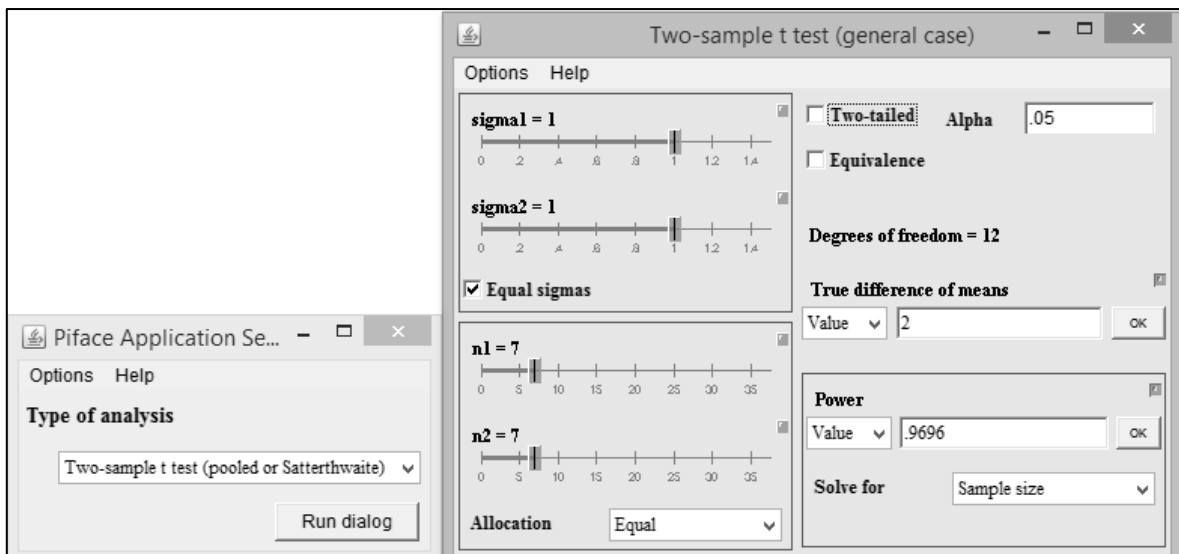 Two-sample t test (general case)
Options Help
sigma1 = 1
0 .2 .4 .6 .8 1 1.2 1.4
sigma2 = 1
0 .2 .4 .6 .8 1 1.2 1.4
Equal sigmas
n1 = 7
0 5 10 15 20 25 30 35
n2 = 7
0 5 10 15 20 25 30 35
Allocation Equal
Two-tailed Alpha .05
Equivalence
Degrees of freedom = 12
True difference of means
Value 2 OK
Power
Value .9696 OK
Solve for Sample size
Piface Application Se...
Options Help
Type of analysis
Two-sample t test (pooled or Satterthwaite)
Run dialog